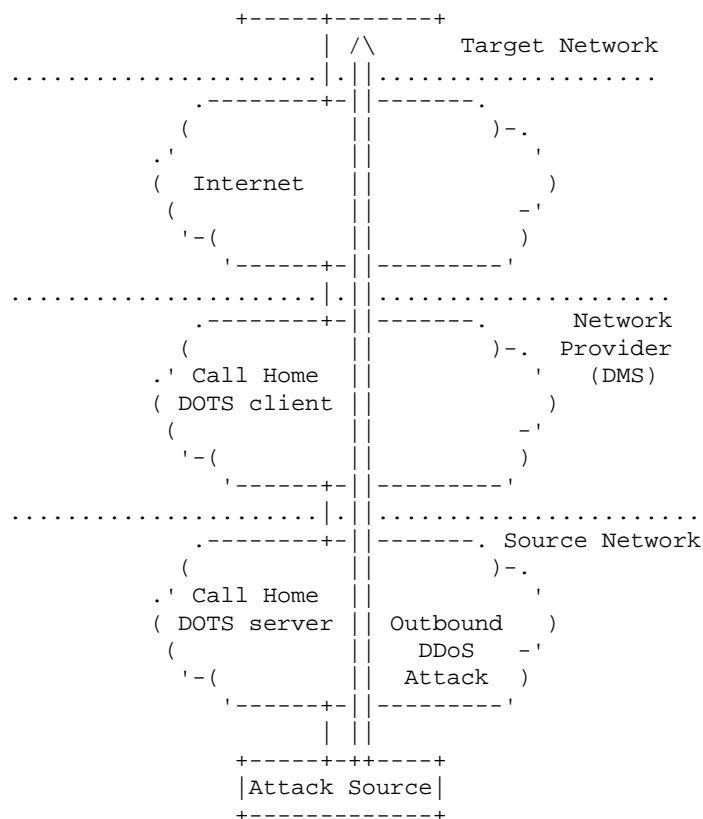 Target Network
Internet
Network
Provider
Call Home (DMS)
DOTS client
Source Network
Call Home
DOTS server Outbound
DDoS
Attack
Attack Source